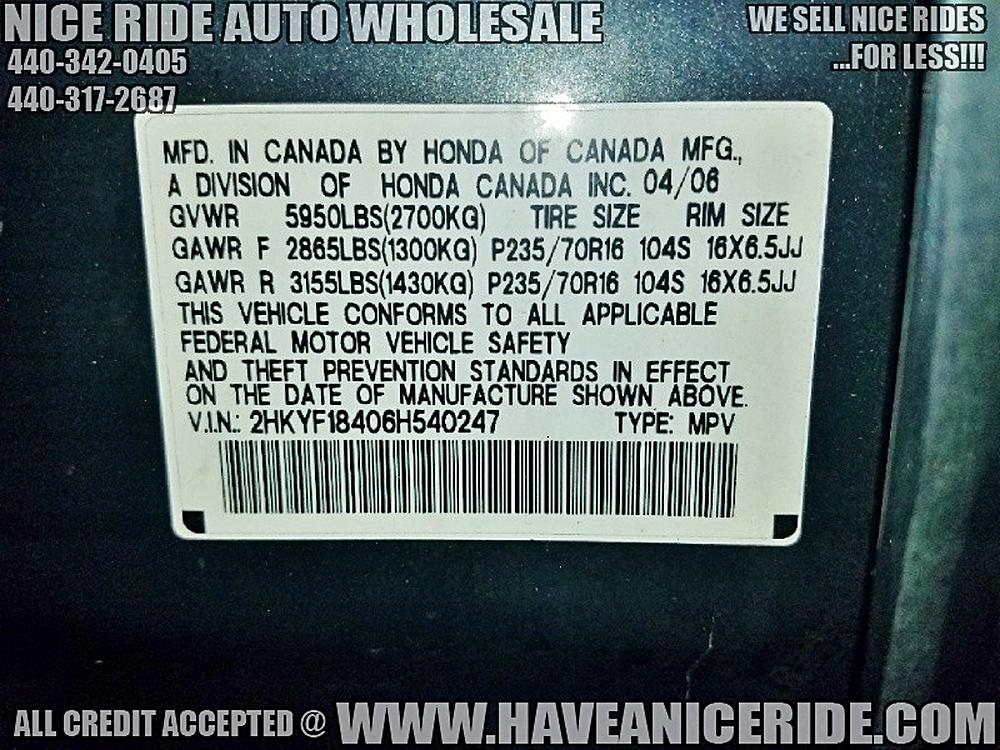 NICE RIDE AUTO WHOLESALE
440-342-0405
440-317-2687
WE SELL NICE RIDES
...FOR LESS!!!
MFD. IN CANADA BY HONDA OF CANADA MFG.,
A DIVISION OF HONDA CANADA INC. 04/06
GVWR 5950LBS(2700KG) TIRE SIZE RIM SIZE
GAWR F 2865LBS(1300KG) P235/70R16 104S 16X6.5JJ
GAWR R 3155LBS(1430KG) P235/70R16 104S 16X6.5JJ
THIS VEHICLE CONFORMS TO ALL APPLICABLE
FEDERAL MOTOR VEHICLE SAFETY
AND THEFT PREVENTION STANDARDS IN EFFECT
ON THE DATE OF MANUFACTURE SHOWN ABOVE.
V.I.N.: 2HKYF18406H540247 TYPE: MPV
ALL CREDIT ACCEPTED @ WWW.HAVEANICERIDE.COM